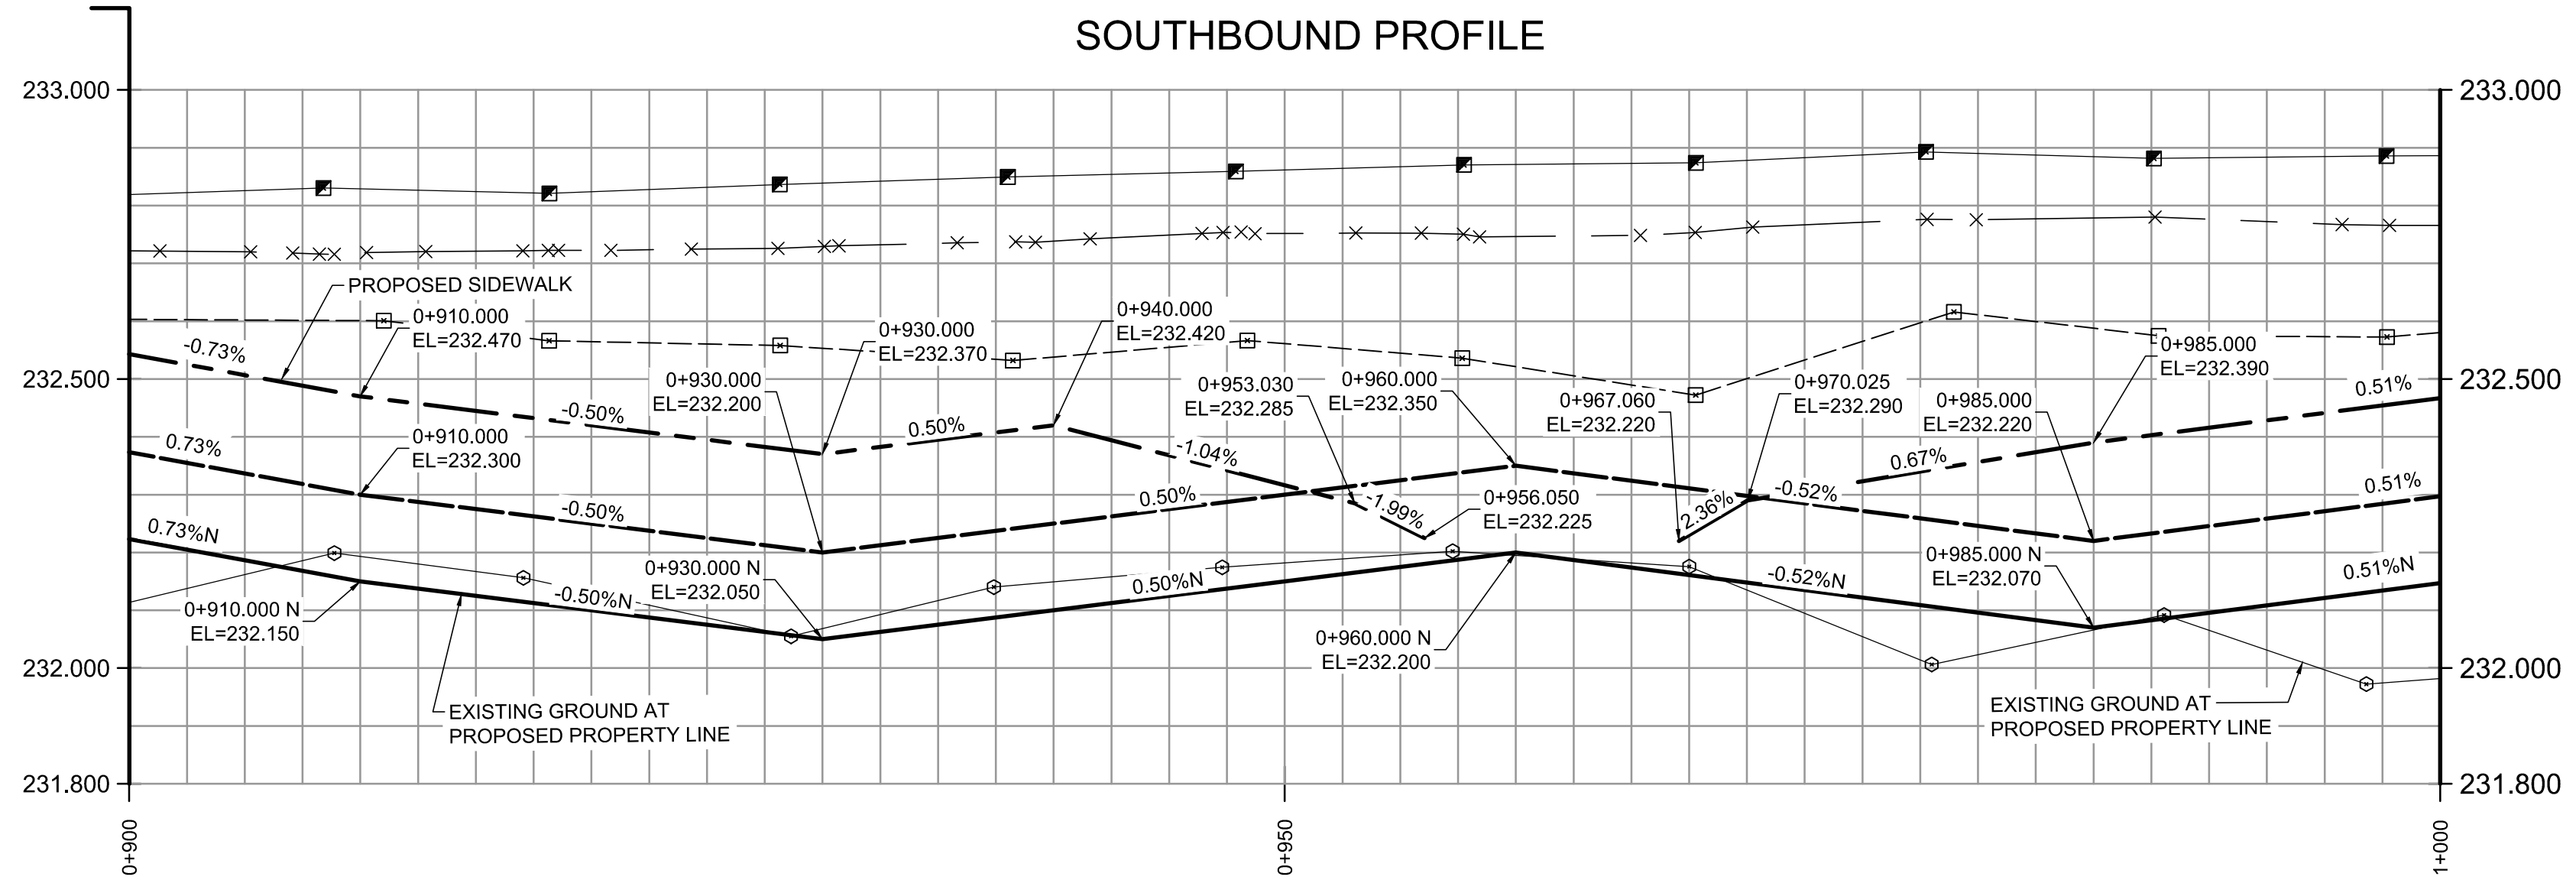 SOUTHBOUND PROFILE
233.000
233.000
PROPOSED SIDEWALK
0+910.000
EL=232.470
0+930.000
EL=232.370
0+940.000
EL=232.420
0+985.000
EL=232.390
-0.73%
232.500
232.500
0+930.000
EL=232.200
0+953.030
EL=232.285
0+960.000
EL=232.350
0+967.060
EL=232.220
0+970.025
EL=232.290
0+985.000
EL=232.220
0.51%
-0.50%
0.50%
0.73%
0+910.000
EL=232.300
-1.04%
0.67%
-0.50%
0.50%
-1.99%
0+956.050
EL=232.225
2.36%
-0.52%
0.51%
0.73%N
0+930.000 N
EL=232.050
0.50%N
-0.50%N
-0.52%N
0+985.000 N
EL=232.070
0.51%N
0+910.000 N
EL=232.150
0+960.000 N
EL=232.200
232.000
232.000
EXISTING GROUND AT
PROPOSED PROPERTY LINE
EXISTING GROUND AT
PROPOSED PROPERTY LINE
231.800
231.800
0+900
0+950
1+000